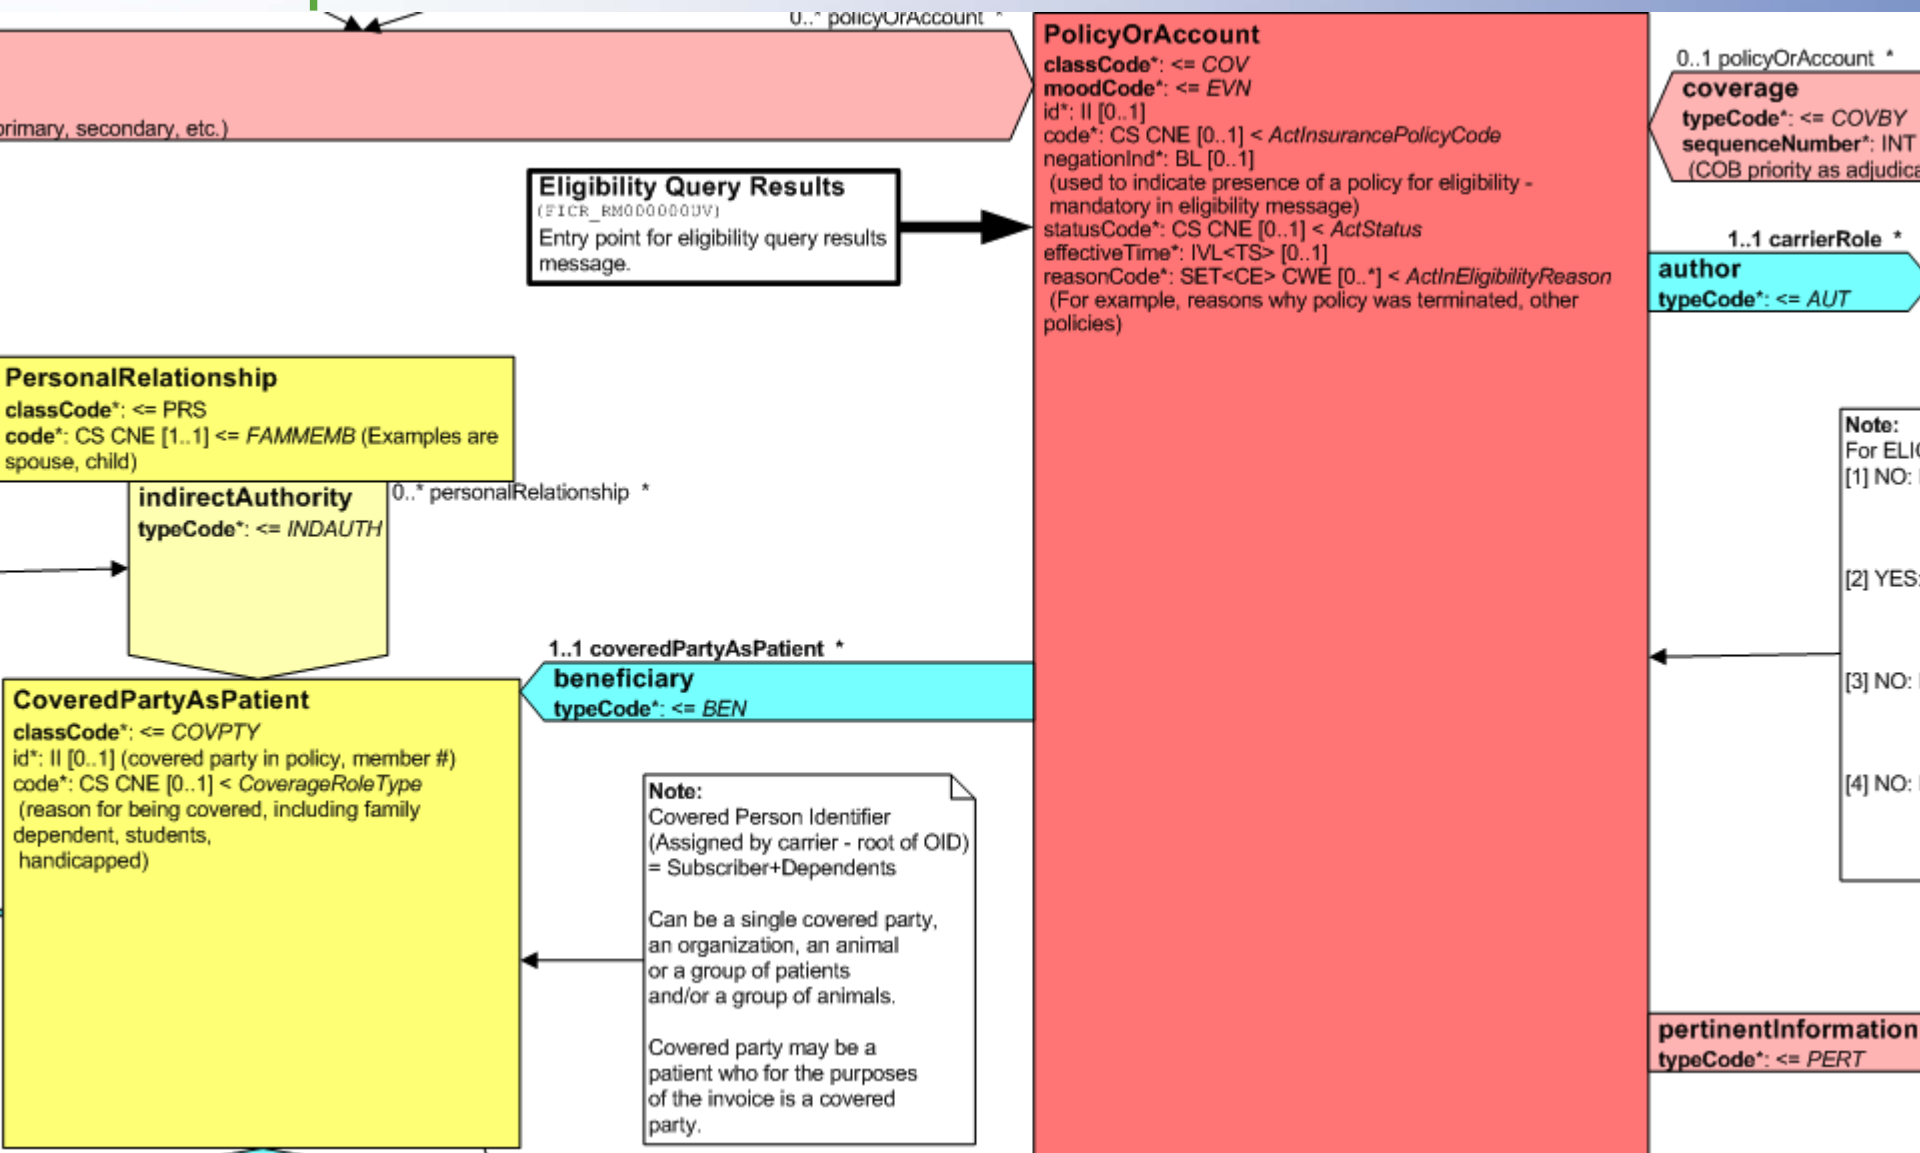 0..* policyOrAccount *
primary, secondary, etc.)
PolicyOrAccount
classCode*: <= COV
moodCode*: <= EVN
id*: II [0..1]
code*: CS CNE [0..1] < ActInsurancePolicyCode
negationInd*: BL [0..1]
(used to indicate presence of a policy for eligibility -
mandatory in eligibility message)
statusCode*: CS CNE [0..1] < ActStatus
effectiveTime*: IVL<TS> [0..1]
reasonCode*: SET<CE> CWE [0..*] < ActInEligibilityReason
(For example, reasons why policy was terminated, other
policies)
0..1 policyOrAccount *
coverage
typeCode*: <= COVBY
sequenceNumber*: INT
(COB priority as adjudica
Eligibility Query Results
(FICR_RM000000UV)
Entry point for eligibility query results
message.
1..1 carrierRole *
author
typeCode*: <= AUT
PersonalRelationship
classCode*: <= PRS
code*: CS CNE [1..1] <= FAMMEMB (Examples are
spouse, child)
indirectAuthority
typeCode*: <= INDAUTH
0..* personalRelationship *
Note:
For ELI
[1] NO:
[2] YES:
[3] NO:
[4] NO:
1..1 coveredPartyAsPatient *
beneficiary
typeCode*: <= BEN
CoveredPartyAsPatient
classCode*: <= COVPTY
id*: II [0..1] (covered party in policy, member #)
code*: CS CNE [0..1] < CoverageRoleType
(reason for being covered, including family
dependent, students,
handicapped)
Note:
Covered Person Identifier
(Assigned by carrier - root of OID)
= Subscriber+Dependents
Can be a single covered party,
an organization, an animal
or a group of patients
and/or a group of animals.
Covered party may be a
patient who for the purposes
of the invoice is a covered
party.
pertinentInformation
typeCode*: <= PERT